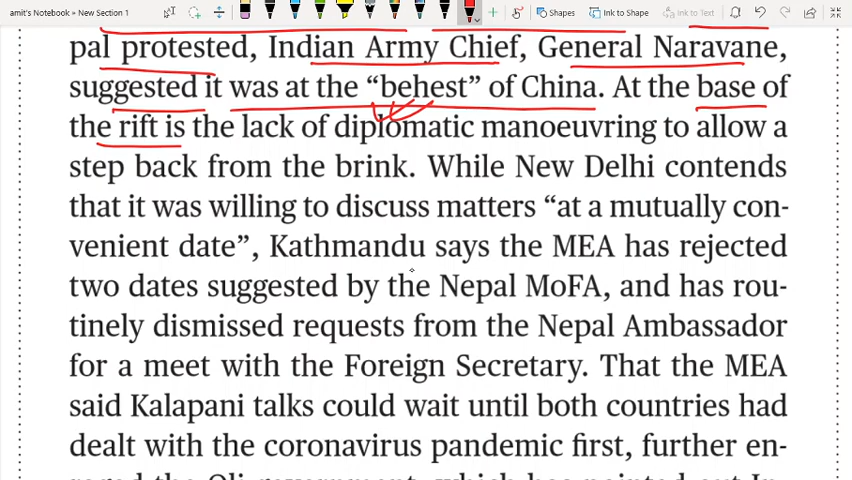 amit's Notebook » New Section 1
Shapes
Ink to Shape
Ink to Text
pal protested, Indian Army Chief, General Naravane,
suggested it was at the “behest” of China. At the base of
the rift is the lack of diplomatic manoeuvring to allow a
step back from the brink. While New Delhi contends
that it was willing to discuss matters “at a mutually con-
venient date”, Kathmandu says the MEA has rejected
two dates suggested by the Nepal MoFA, and has rou-
tinely dismissed requests from the Nepal Ambassador
for a meet with the Foreign Secretary. That the MEA
said Kalapani talks could wait until both countries had
dealt with the coronavirus pandemic first, further en-